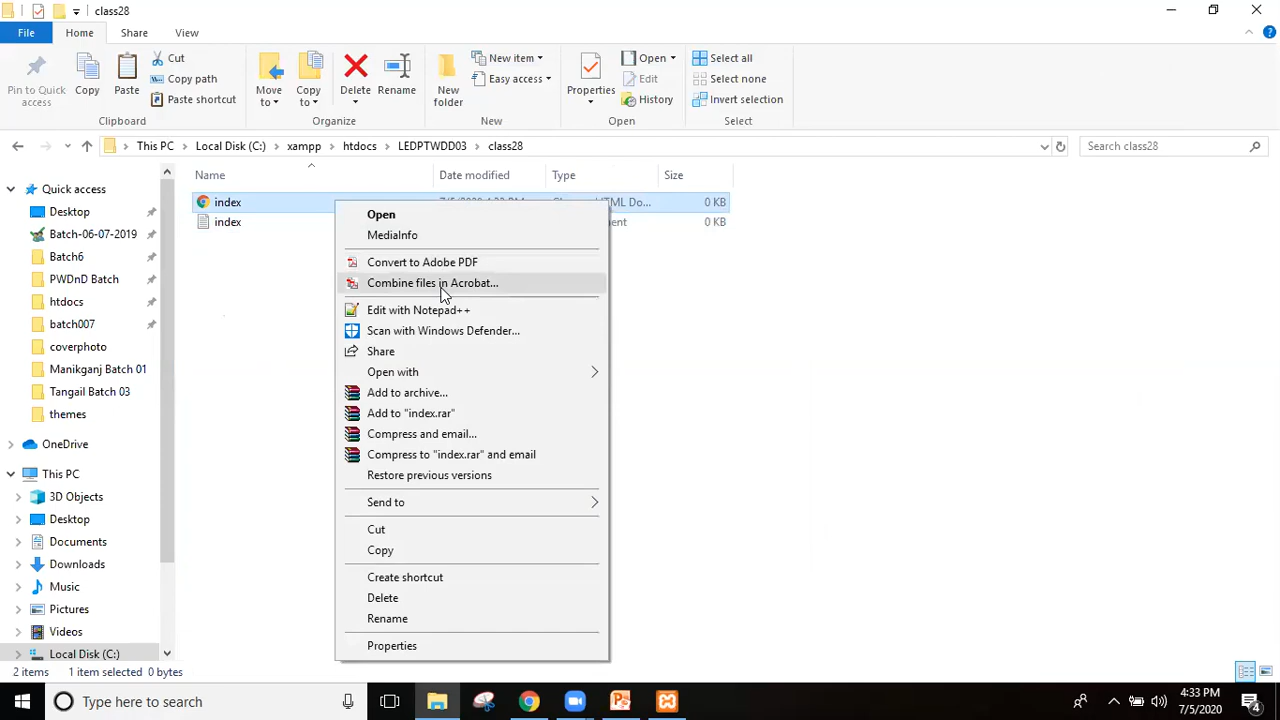 class28
File Home Share View
Pin to Quick access
Copy
Paste
Cut
Copy path
Paste shortcut
Clipboard
Move to
Copy to
Delete
Rename
Organize
New folder
New item
Easy access
New
Properties
Open
Edit
History
Open
Select all
Select none
Invert selection
Select
This PC Local Disk (C:) xampp htdocs LEDPTWDD03 class28
Search class28
Name Date modified Type Size
index 0 KB
index 0 KB
Quick access
Desktop
Batch-06-07-2019
Batch6
PWDnD Batch
htdocs
batch007
coverphoto
Manikganj Batch 01
Tangail Batch 03
themes
OneDrive
This PC
3D Objects
Desktop
Documents
Downloads
Music
Pictures
Videos
Local Disk (C:)
Open
MediaInfo
Convert to Adobe PDF
Combine files in Acrobat...
Edit with Notepad++
Scan with Windows Defender...
Share
Open with
Add to archive...
Add to "index.rar"
Compress and email...
Compress to "index.rar" and email
Restore previous versions
Send to
Cut
Copy
Create shortcut
Delete
Rename
Properties
2 items 1 item selected 0 bytes
Type here to search
4:33 PM
7/5/2020
4